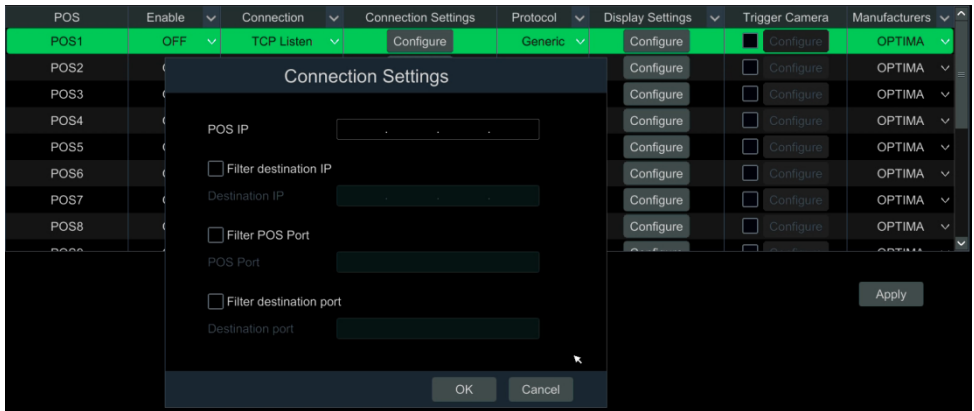 POS Enable Connection Connection Settings Protocol Display Settings Trigger Camera Manufacturers
POS1 OFF TCP Listen Configure Generic Configure Configure OPTIMA
POS2 Configure Configure OPTIMA
POS3 Configure Configure OPTIMA
POS4 Configure Configure OPTIMA
POS5 Configure Configure OPTIMA
POS6 Configure Configure OPTIMA
POS7 Configure Configure OPTIMA
POS8 Configure Configure OPTIMA
Connection Settings
POS IP . . .
Filter destination IP
Destination IP . . .
Filter POS Port
POS Port
Filter destination port
Destination port
OK Cancel
Apply